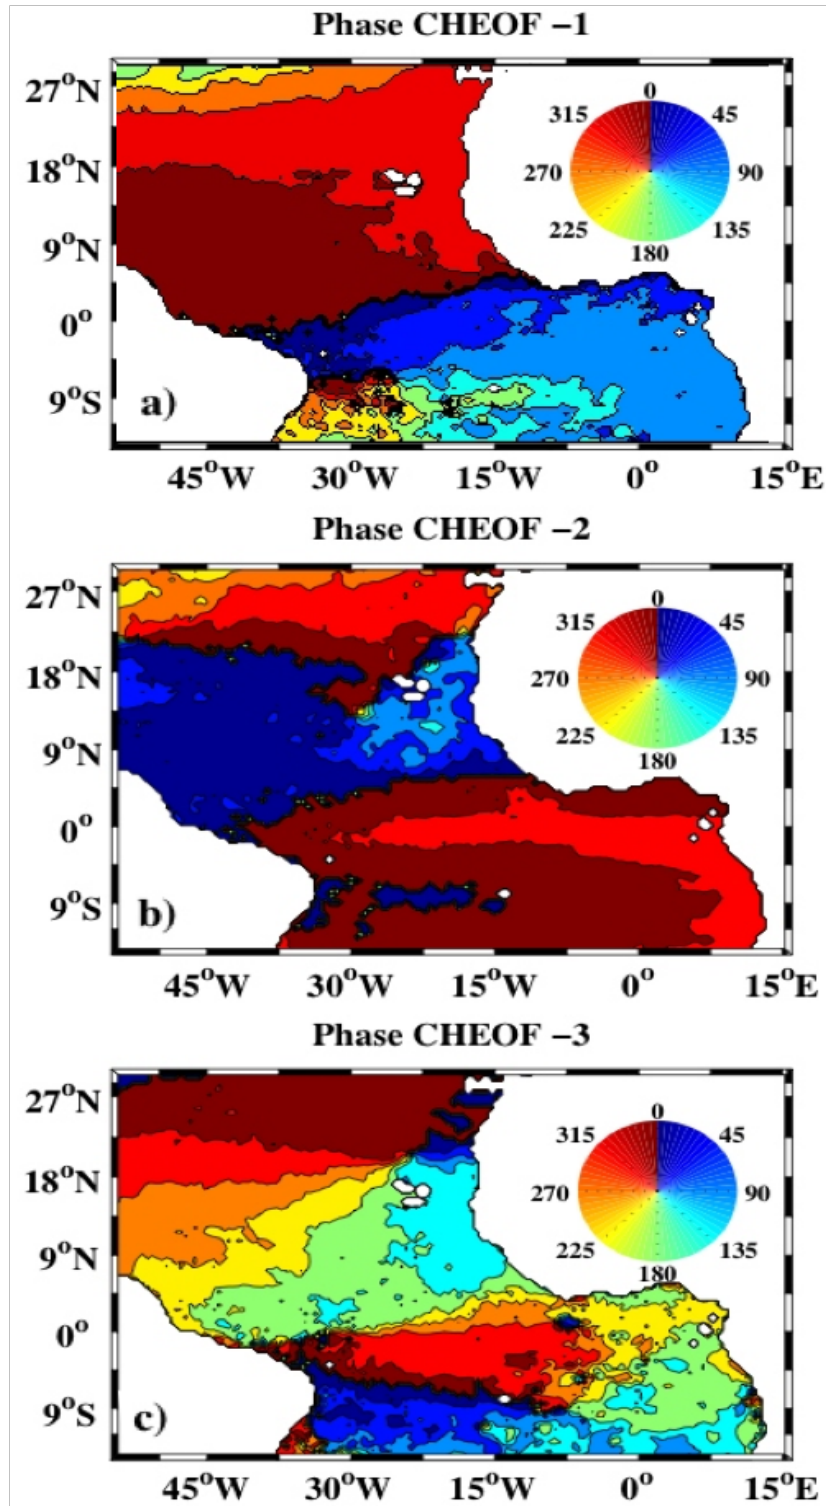 Phase CHEOF −1
27°N
18°N
9°N
0°
9°S
a)
0
315 45
270 90
225 135
180
45°W 30°W 15°W 0° 15°E
Phase CHEOF −2
27°N
18°N
9°N
0°
9°S
b)
0
315 45
270 90
225 135
180
45°W 30°W 15°W 0° 15°E
Phase CHEOF −3
27°N
18°N
9°N
0°
9°S
c)
0
315 45
270 90
225 135
180
45°W 30°W 15°W 0° 15°E